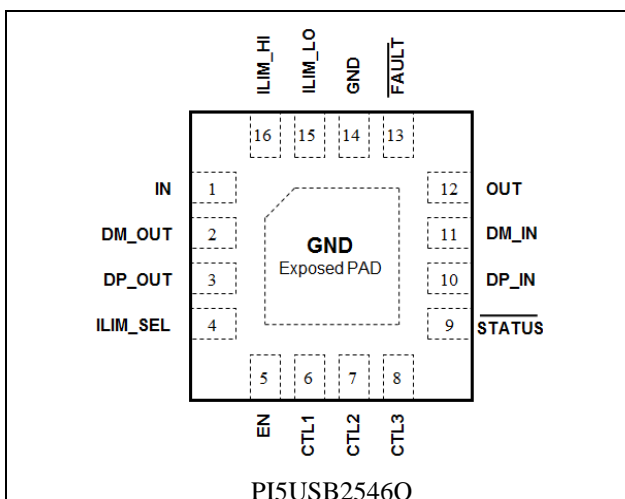 ILIM_HI
ILIM_LO
GND
FAULT
16
15
14
13
IN
1
12
OUT
DM_OUT
2
GND
Exposed PAD
11
DM_IN
DP_OUT
3
10
DP_IN
ILIM_SEL
4
9
STATUS
5
6
7
8
EN
CTL1
CTL2
CTL3
PI5USB2546Q